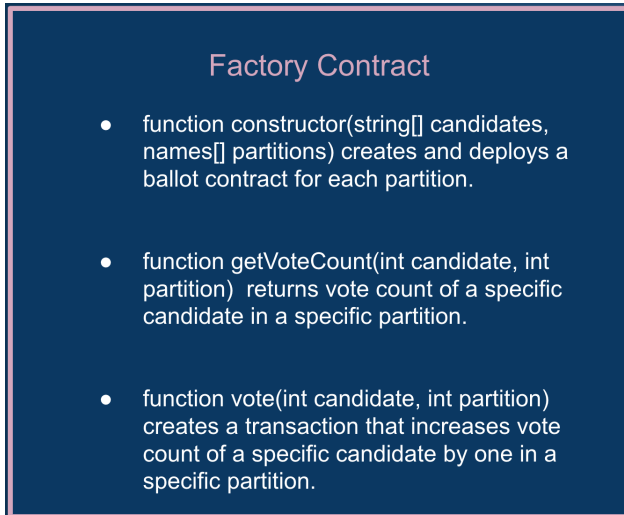 Factory Contract
● function constructor(string[] candidates,
names[] partitions) creates and deploys a
ballot contract for each partition.
● function getVoteCount(int candidate, int
partition)  returns vote count of a specific
candidate in a specific partition.
● function vote(int candidate, int partition)
creates a transaction that increases vote
count of a specific candidate by one in a
specific partition.